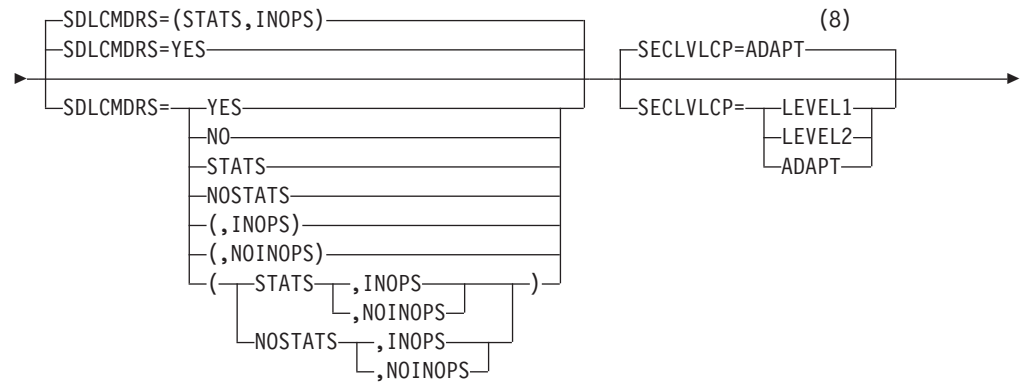 SDLCMDRS=(STATS,INOPS) (8)
SDLCMDRS=YES SECLVLCP=ADAPT
SDLCMDRS= YES SECLVLCP= LEVEL1
NO LEVEL2
STATS ADAPT
NOSTATS
(,INOPS)
(,NOINOPS)
( STATS ,INOPS )
,NOINOPS
NOSTATS ,INOPS
,NOINOPS